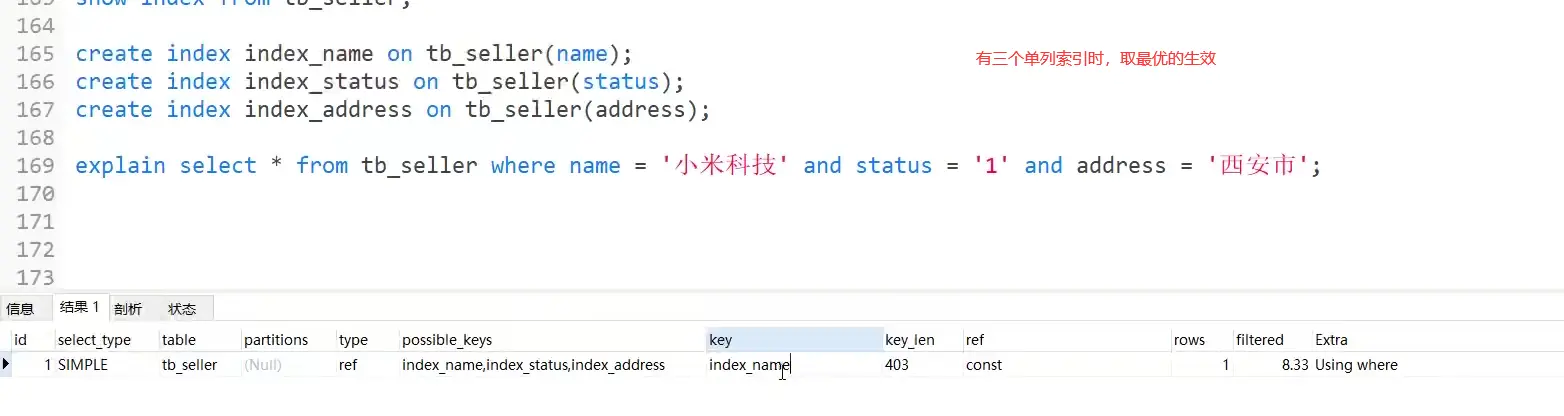 163 show index from tb_seller;
164
165 create index index_name on tb_seller(name);
有三个单列索引时，取最优的生效
166 create index index_status on tb_seller(status);
167 create index index_address on tb_seller(address);
168
169 explain select * from tb_seller where name = '小米科技' and status = '1' and address = '西安市';
170
171
172
173
信息 结果 1 剖析 状态
id select_type table partitions type possible_keys key key_len ref rows filtered Extra
1 SIMPLE tb_seller (Null) ref index_name,index_status,index_address index_name 403 const 1 8.33 Using where